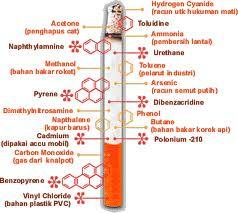 Hydrogen Cyanide
(racun utk hukuman mati)
Acetone
(penghapus cat)
Toluidine
Ammonia
(pembersih lantai)
Naphthylamnine
Urethane
Methanol
(bahan bakar roket)
Toluene
(pelarut industri)
Pyrene
Arsenic
(racun semut putih)
Dibenzacridine
Dimethylnitrosamine
Phenol
Napthalene
(kapur barus)
Butane
(bahan bakar korek api)
Cadmium
(dipakai accu mobil)
Polonium -210
Carbon Monoxide
(gas dari knalpot)
Benzopyrene
Vinyl Chloride
(bahan plastik PVC)